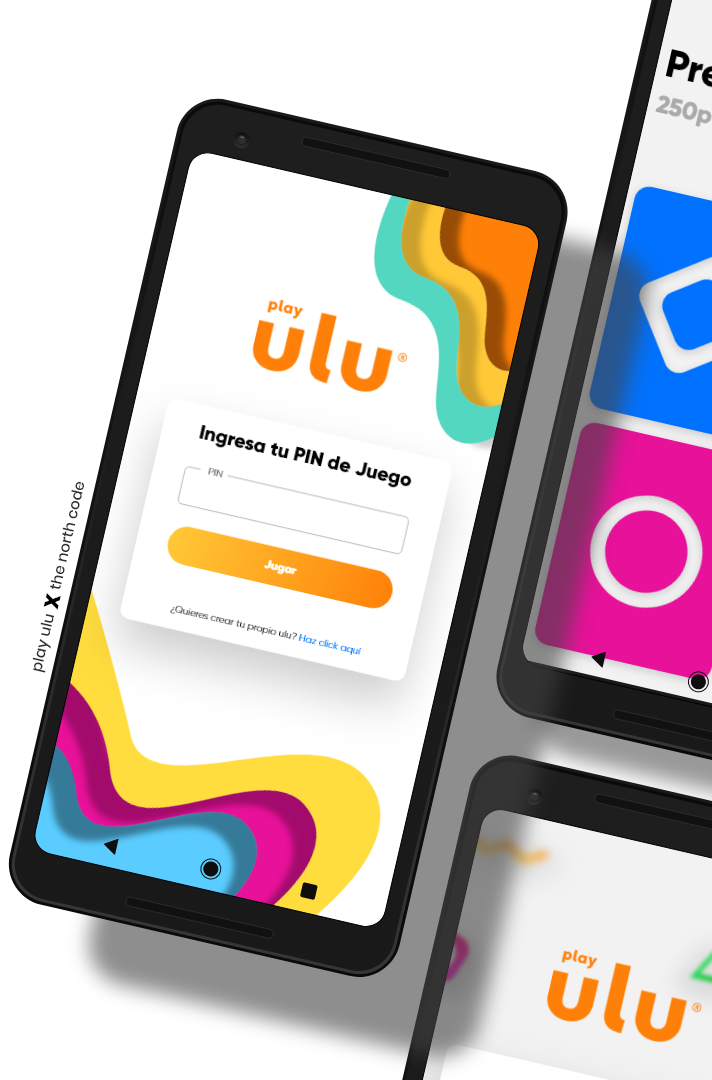 play
ulu®
Ingresa tu PIN de Juego
PIN
Jugar
¿Quieres crear tu propio ulu? Haz click aquí
play ulu X the north code
Pre
250p
play
ulu®